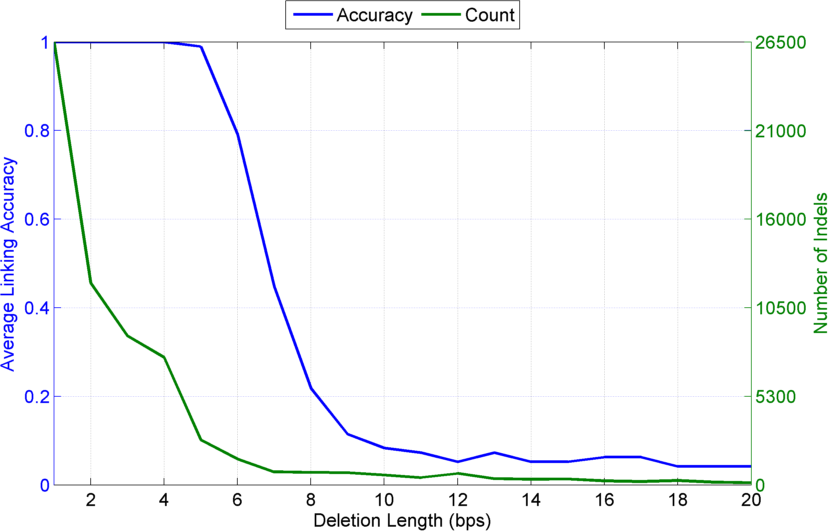 Accuracy Count
1 26500
0.8 21000
0.6 16000
0.4 10500
0.2 5300
0 0
2 4 6 8 10 12 14 16 18 20
Average Linking Accuracy
Number of Indels
Deletion Length (bps)